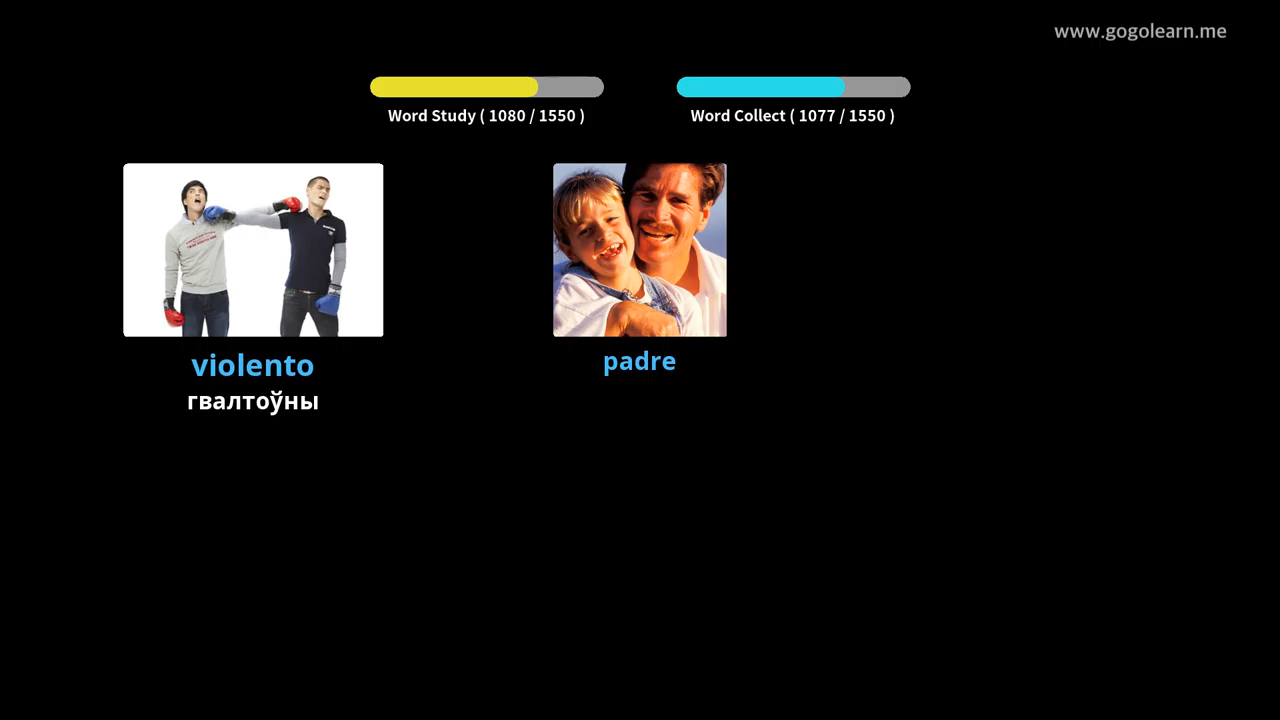 www.gogolearn.me
Word Study ( 1080 / 1550 )
Word Collect ( 1077 / 1550 )
violento
гвалтоўны
padre